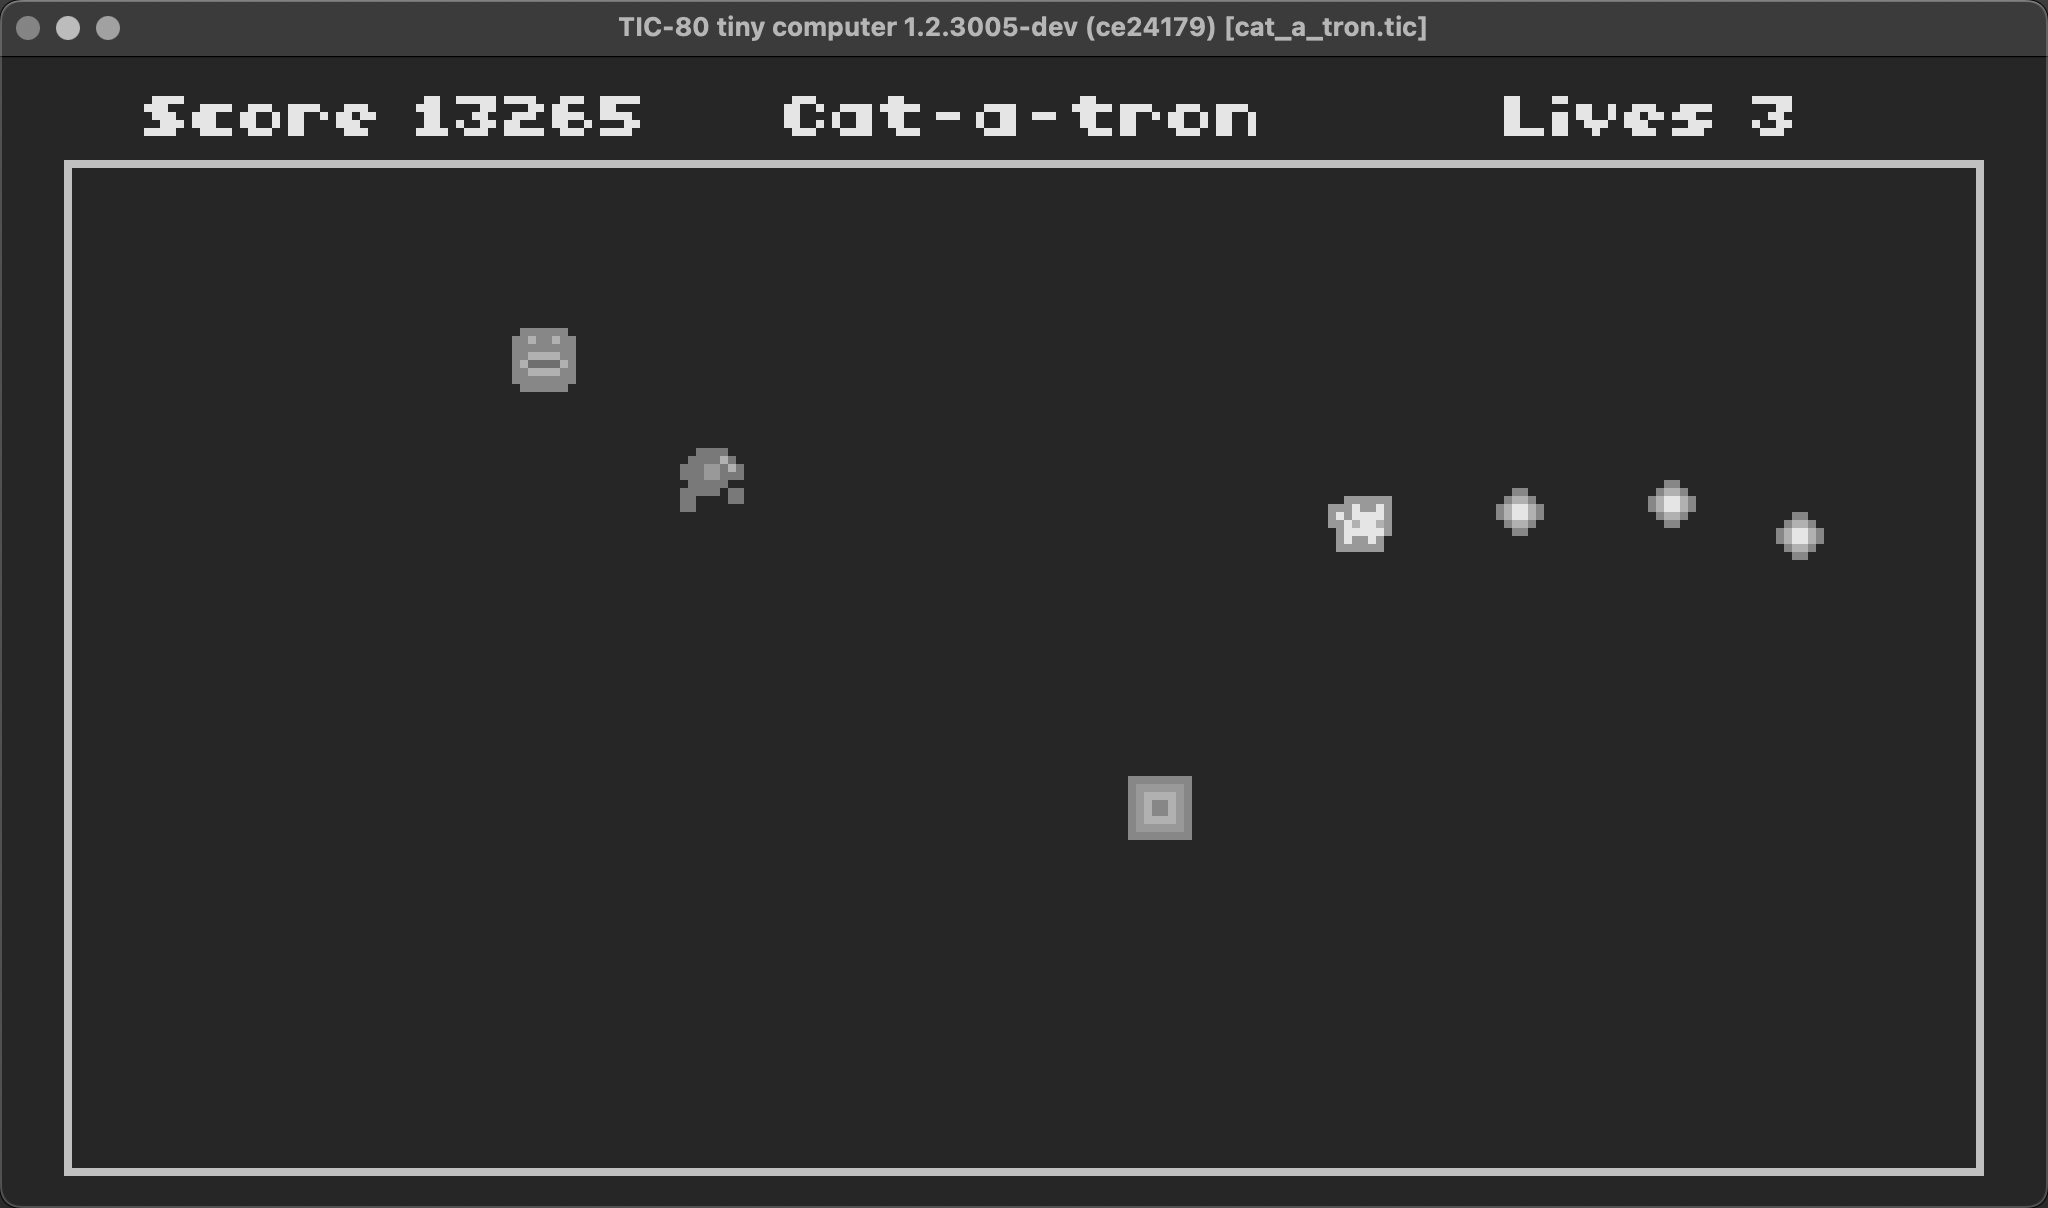 TIC-80 tiny computer 1.2.3005-dev (ce24179) [cat_a_tron.tic]
Score 13265 Cat-a-tron Lives 3